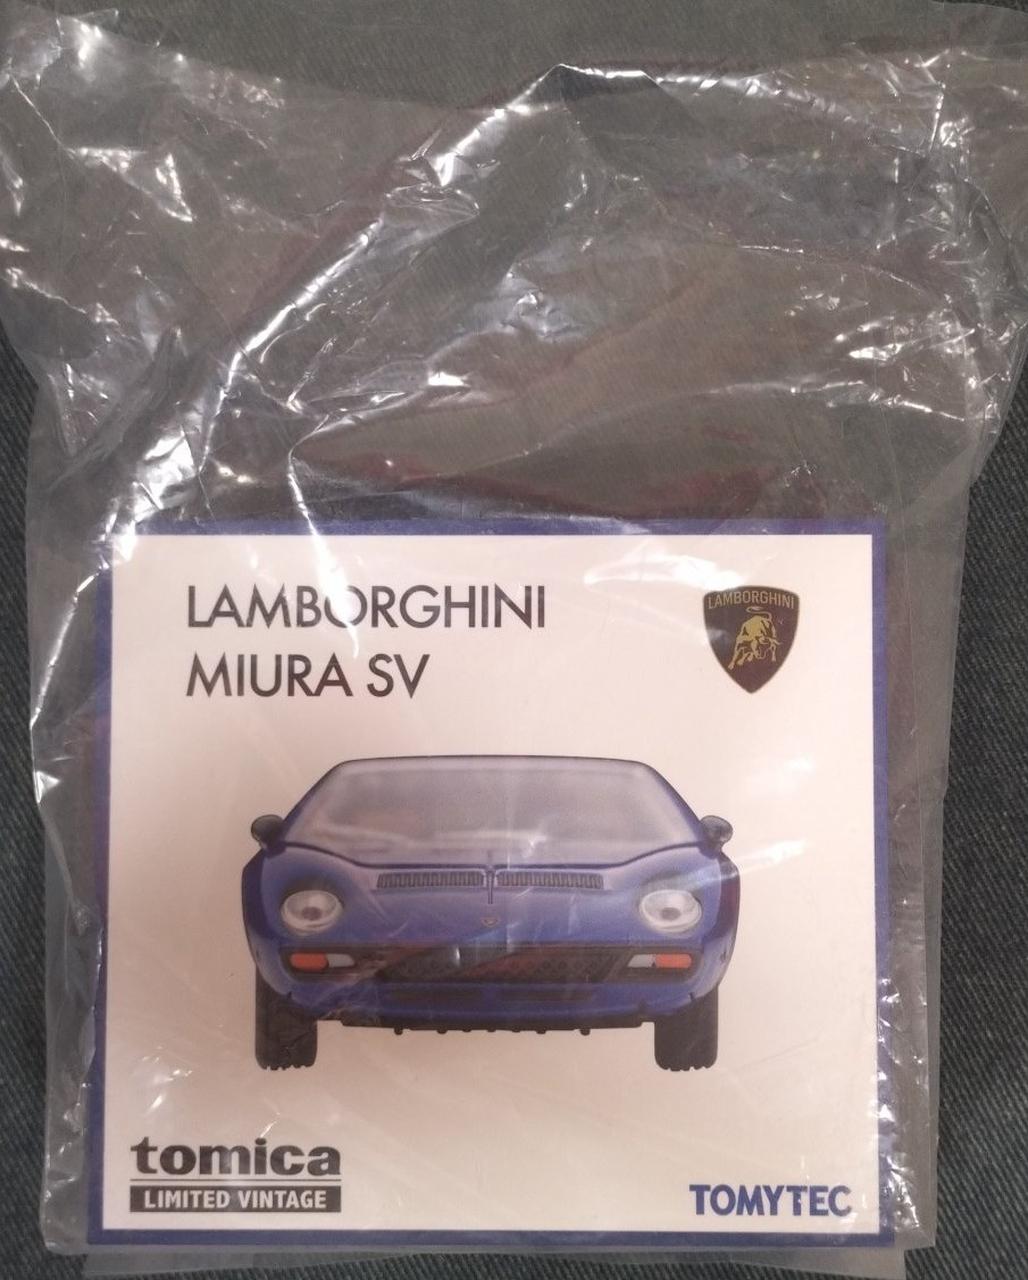 LAMBORGHINI
MIURA SV
LAMBORGHINI
tomica
LIMITED VINTAGE
TOMYTEC